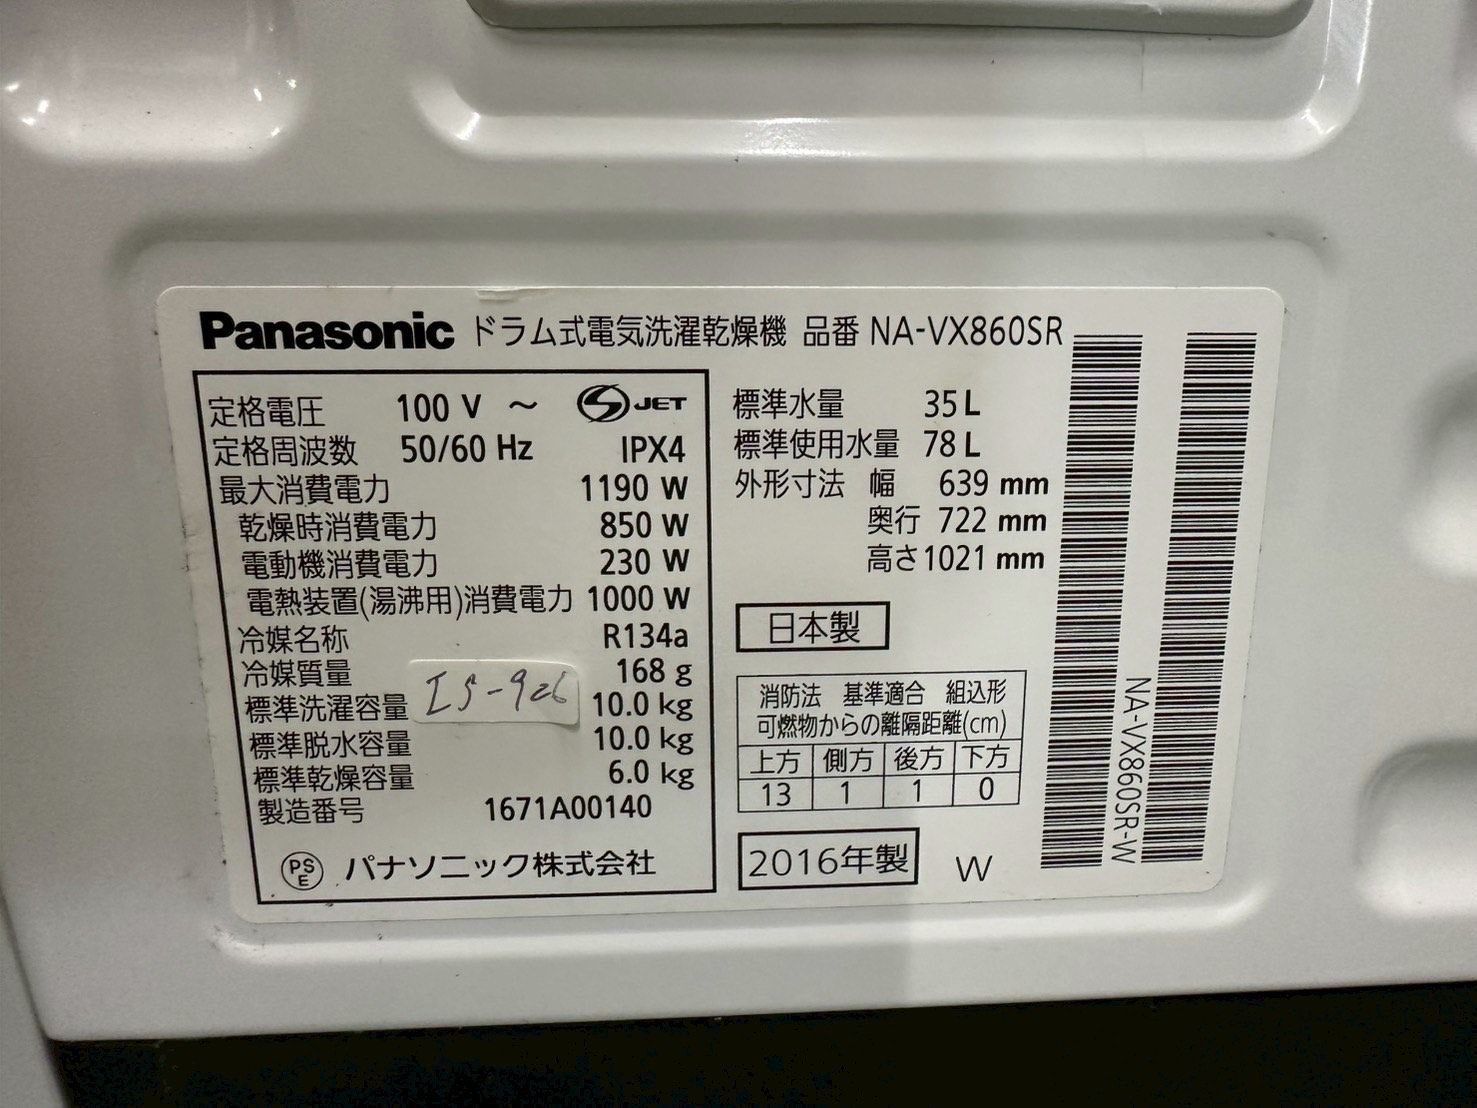 Panasonic ドラム式電気洗濯乾燥機 品番 NA-VX860SR
定格電圧 100 V ～ JET
定格周波数 50/60 Hz IPX4
最大消費電力 1190 W
乾燥時消費電力 850 W
電動機消費電力 230 W
電熱装置(湯沸用)消費電力 1000 W
冷媒名称 R134a
冷媒質量 168 g
標準洗濯容量 10.0 kg
標準脱水容量 10.0 kg
標準乾燥容量 6.0 kg
製造番号 1671A00140
PSE パナソニック株式会社
IS-926
標準水量 35 L
標準使用水量 78 L
外形寸法 幅 639 mm
奥行 722 mm
高さ 1021 mm
日本製
消防法 基準適合 組込形
可燃物からの離隔距離(cm)
上方 側方 後方 下方
13 1 1 0
2016年製 W
NA-VX860SR-W